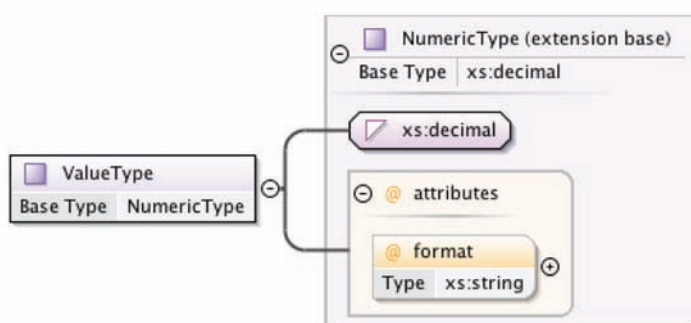 NumericType (extension base)
Base Type xs:decimal
xs:decimal
ValueType
Base Type NumericType
@ attributes
@ format
Type xs:string